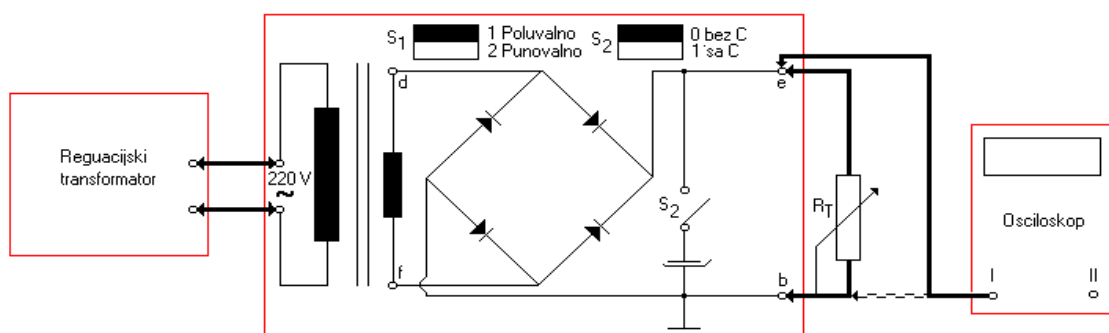 S1
1 Poluvalno
2 Punovalno
S2
0 bez C
1 sa C
d
e
Reguacijski
transformator
220 V
~
S2
RT
Osciloskop
f
b
I
II